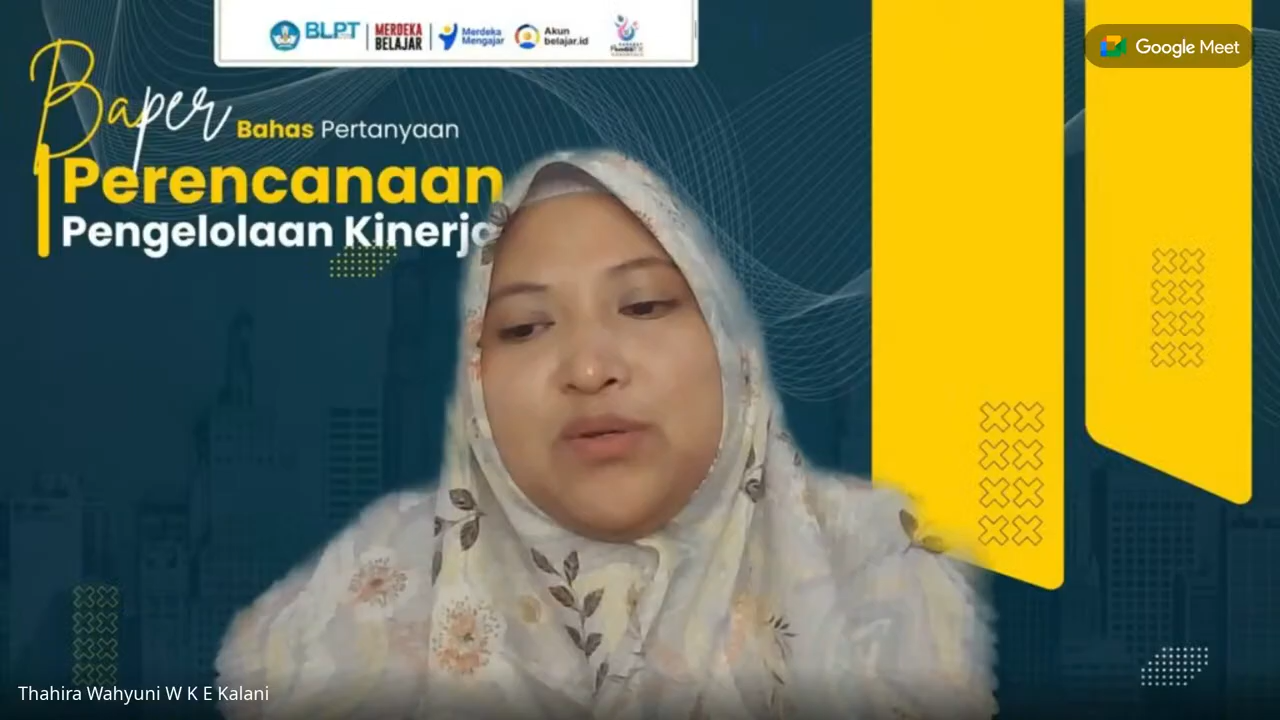 BLPT
MERDEKA
BELAJAR
Merdeka
Mengajar
Akun
belajar.id
Google Meet
Baper
Bahas Pertanyaan
Perencanaan
Pengelolaan Kinerja
Thahira Wahyuni W K E Kalani